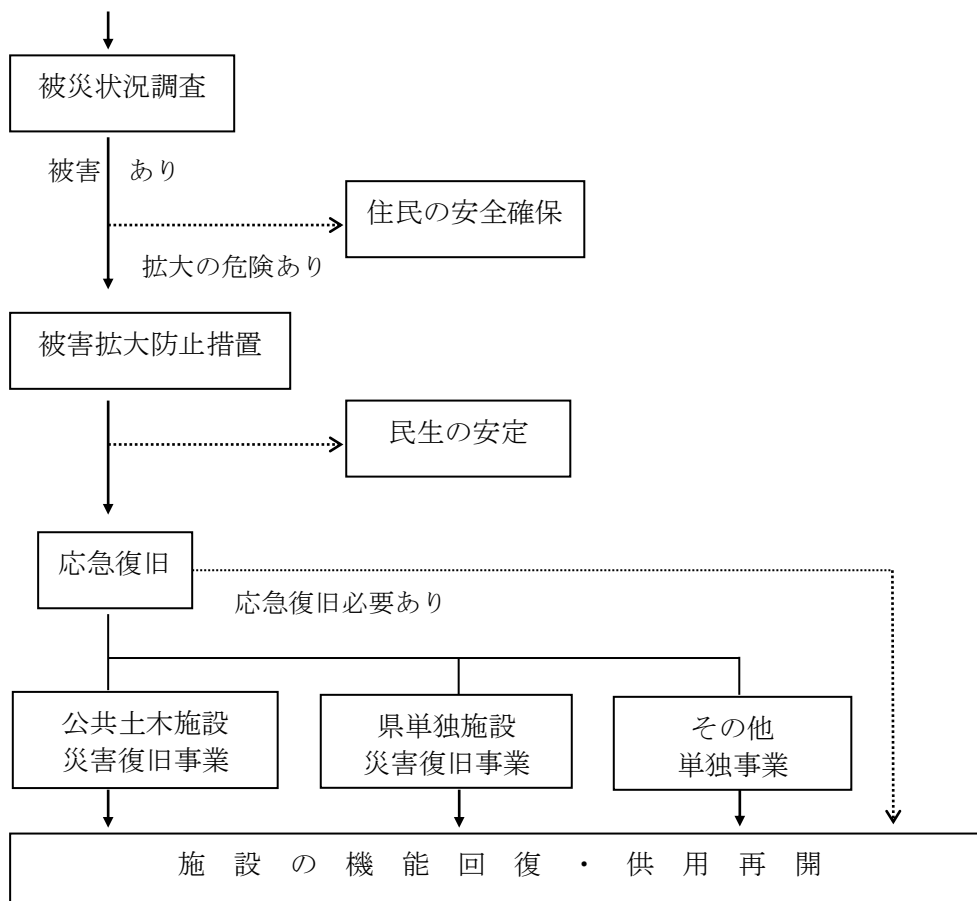 被災状況調査
被害 あり
住民の安全確保
拡大の危険あり
被害拡大防止措置
民生の安定
応急復旧
応急復旧必要あり
公共土木施設
災害復旧事業
県単独施設
災害復旧事業
その他
単独事業
施設の機能回復・供用再開